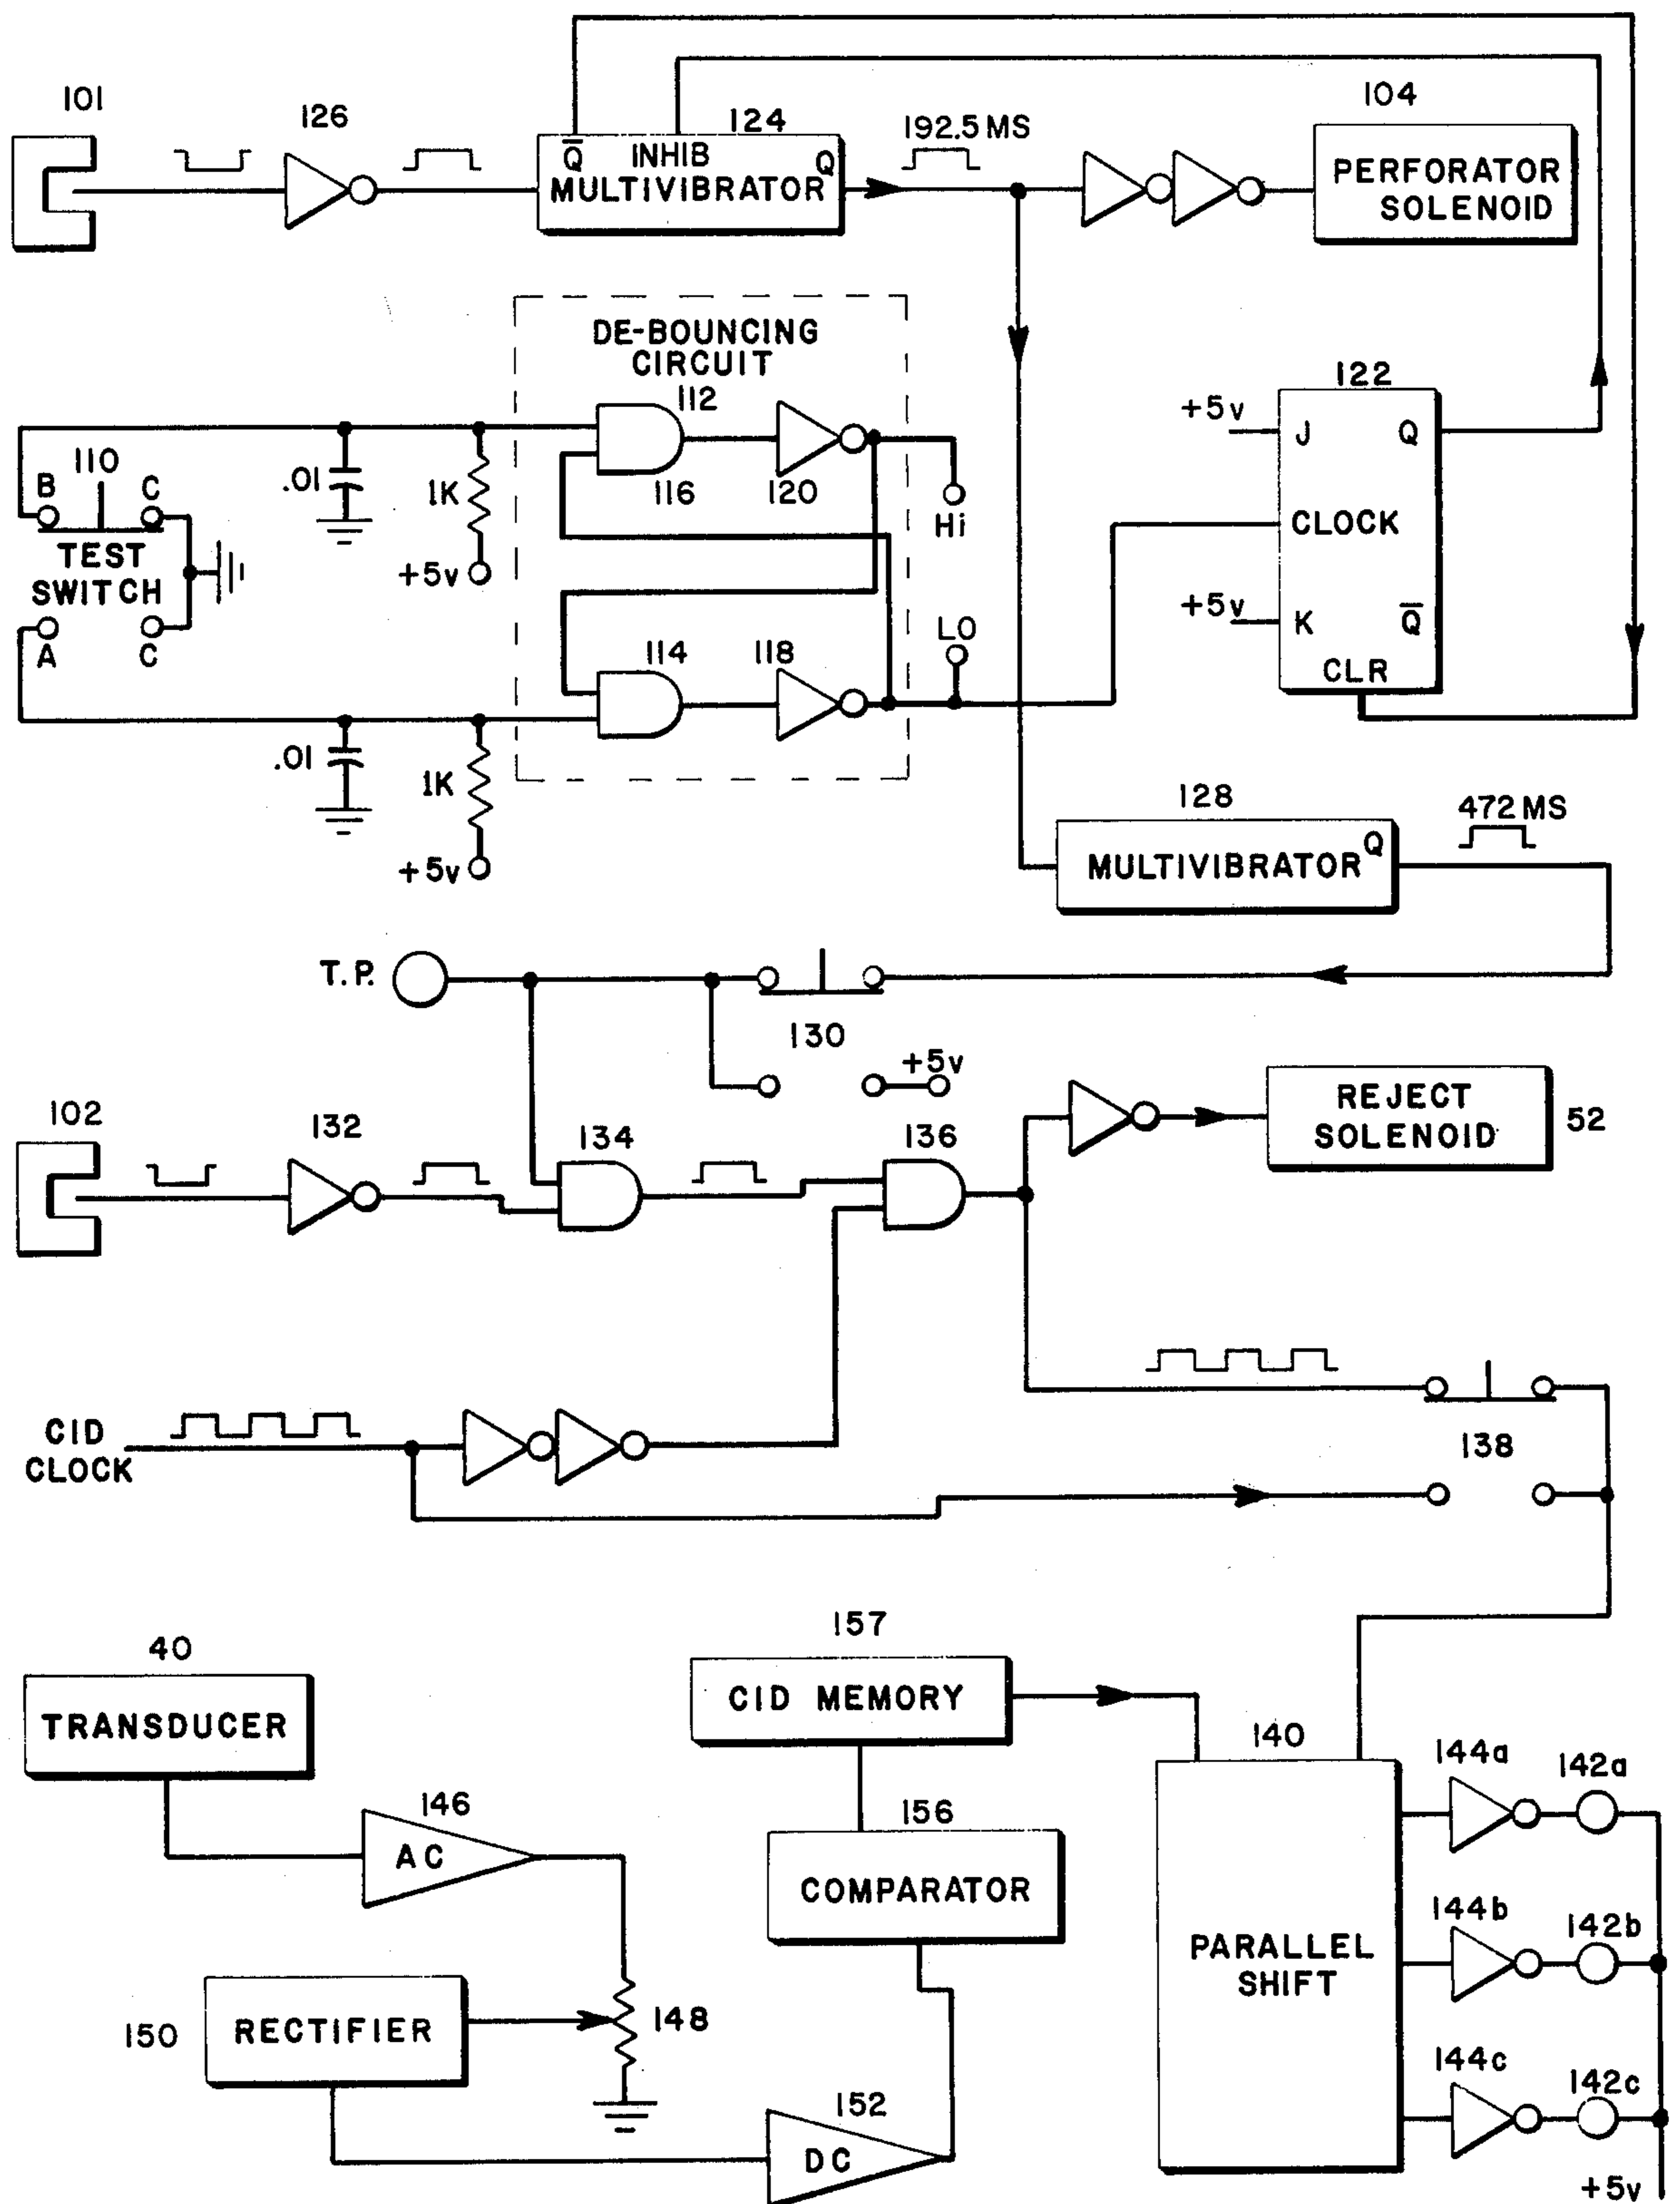 101
126
124
192.5 MS
104
Q̅
INHIB
Q
MULTIVIBRATOR
PERFORATOR
SOLENOID
DE-BOUNCING
CIRCUIT
112
122
+5v
J
Q
110
B
C
.01
1K
116
120
Hi
CLOCK
TEST
SWITCH
+5v
+5v
K
Q̅
A
C
114
118
LO
CLR
.01
1K
128
472 MS
+5v
MULTIVIBRATOR
Q
T.P.
130
+5v
102
132
134
136
REJECT
SOLENOID
52
CID
CLOCK
138
40
157
TRANSDUCER
CID MEMORY
140
144a
142a
146
156
AC
COMPARATOR
144b
142b
PARALLEL
SHIFT
150
RECTIFIER
148
144c
142c
152
DC
+5v